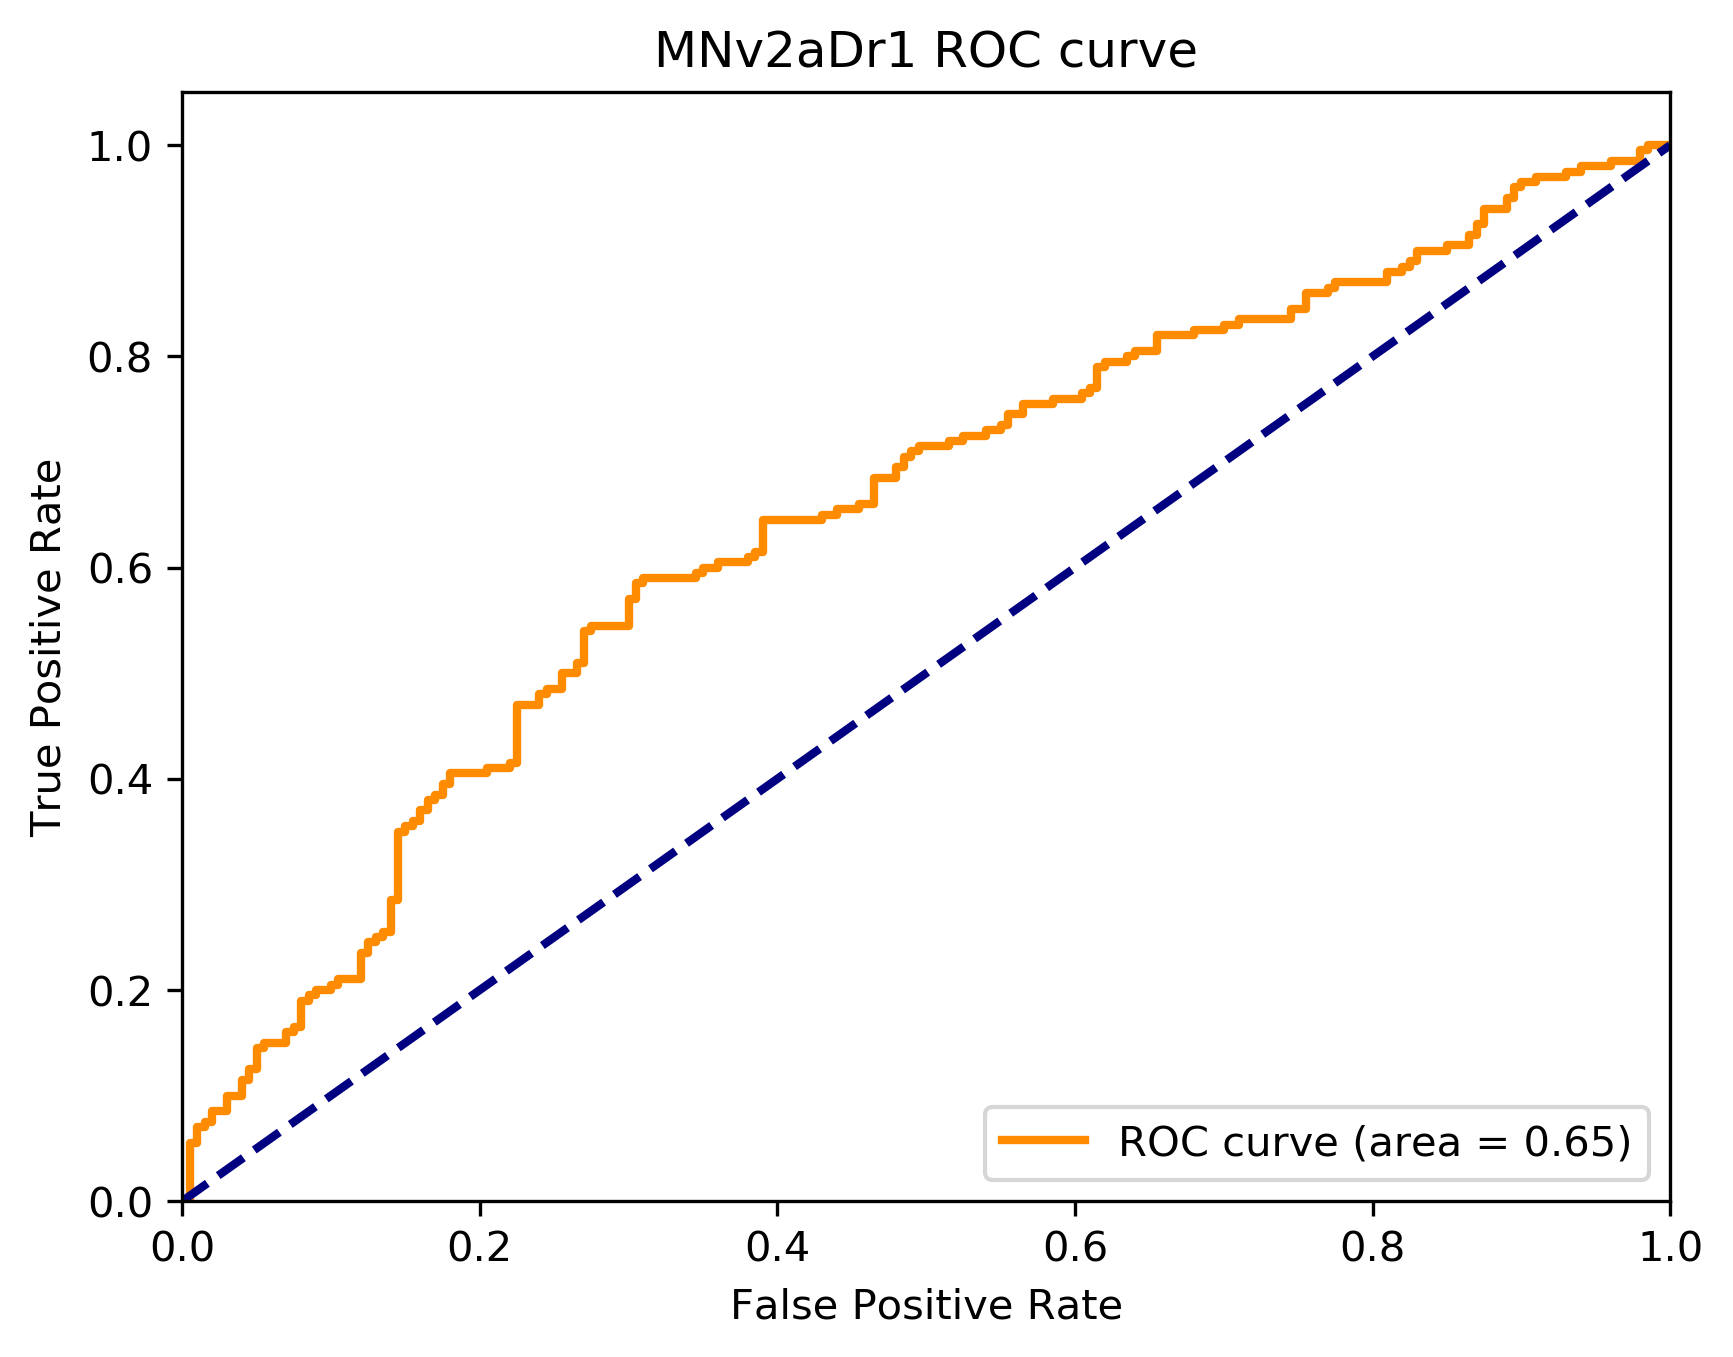 MNv2aDr1 ROC curve
1.0
0.8
0.6
0.4
0.2
0.0
True Positive Rate
ROC curve (area = 0.65)
0.0 0.2 0.4 0.6 0.8 1.0
False Positive Rate